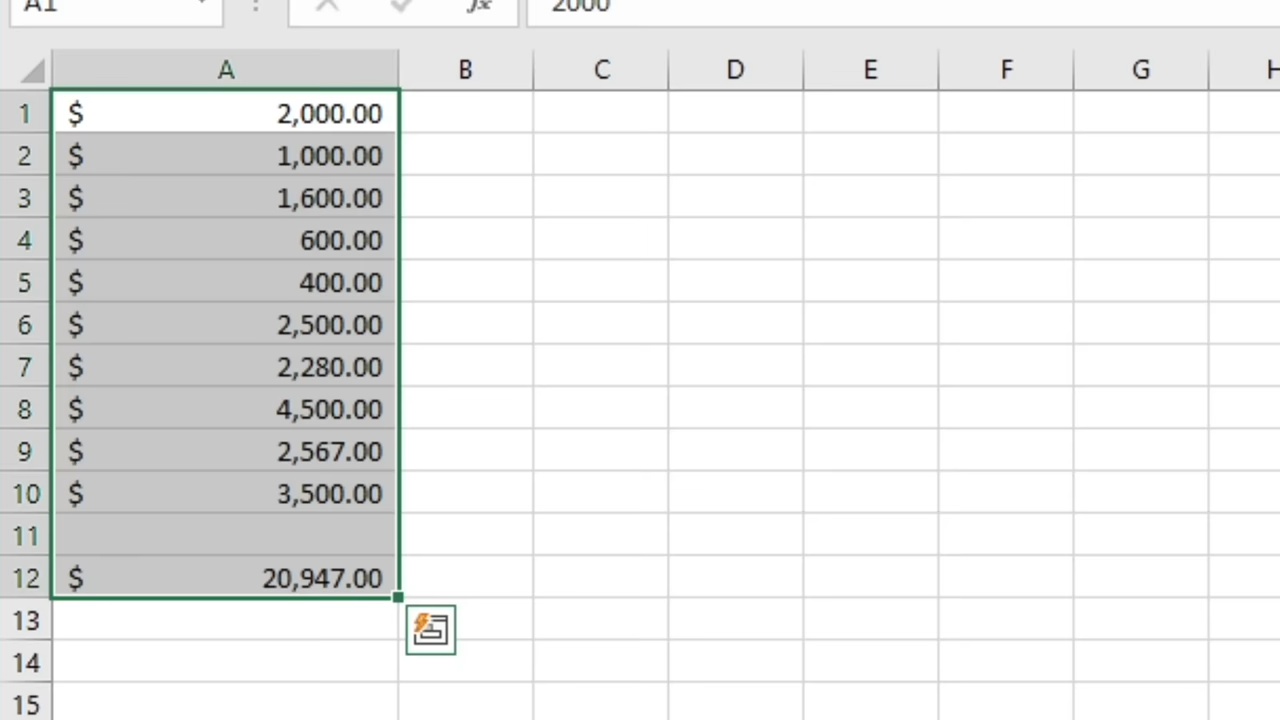 A1 fx 2000
A B C D E F G H
1 $ 2,000.00
2 $ 1,000.00
3 $ 1,600.00
4 $ 600.00
5 $ 400.00
6 $ 2,500.00
7 $ 2,280.00
8 $ 4,500.00
9 $ 2,567.00
10 $ 3,500.00
11
12 $ 20,947.00
13
14
15